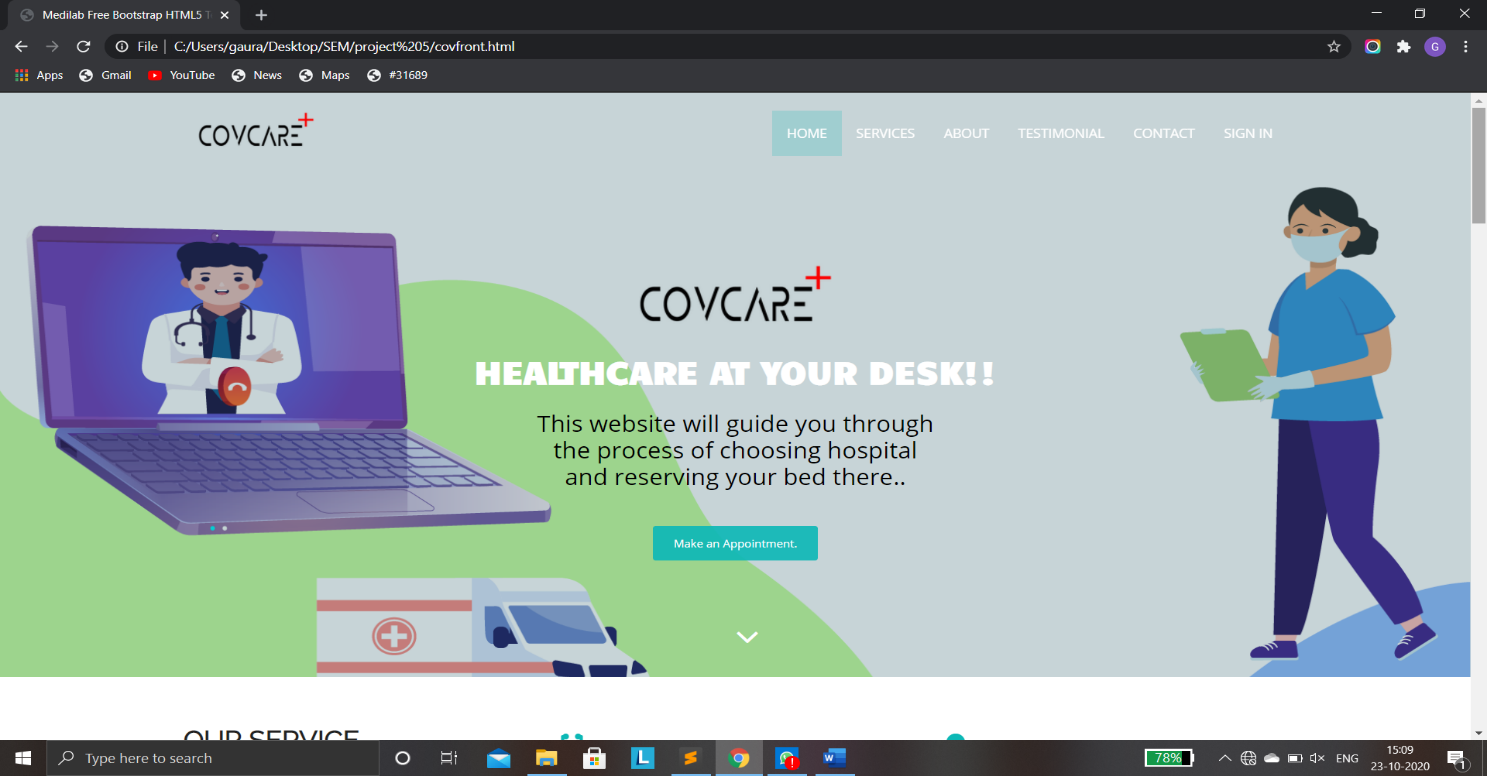 Medilab Free Bootstrap HTML5 T
File | C:/Users/gaura/Desktop/SEM/project%205/covfront.html
G
Apps Gmail YouTube News Maps #31689
COVCARE+
HOME SERVICES ABOUT TESTIMONIAL CONTACT SIGN IN
COVCARE+
HEALTHCARE AT YOUR DESK!!
This website will guide you through
the process of choosing hospital
and reserving your bed there..
Make an Appointment.
OUR SERVICE
Type here to search
L
W
78%
ENG
15:09
23-10-2020
1